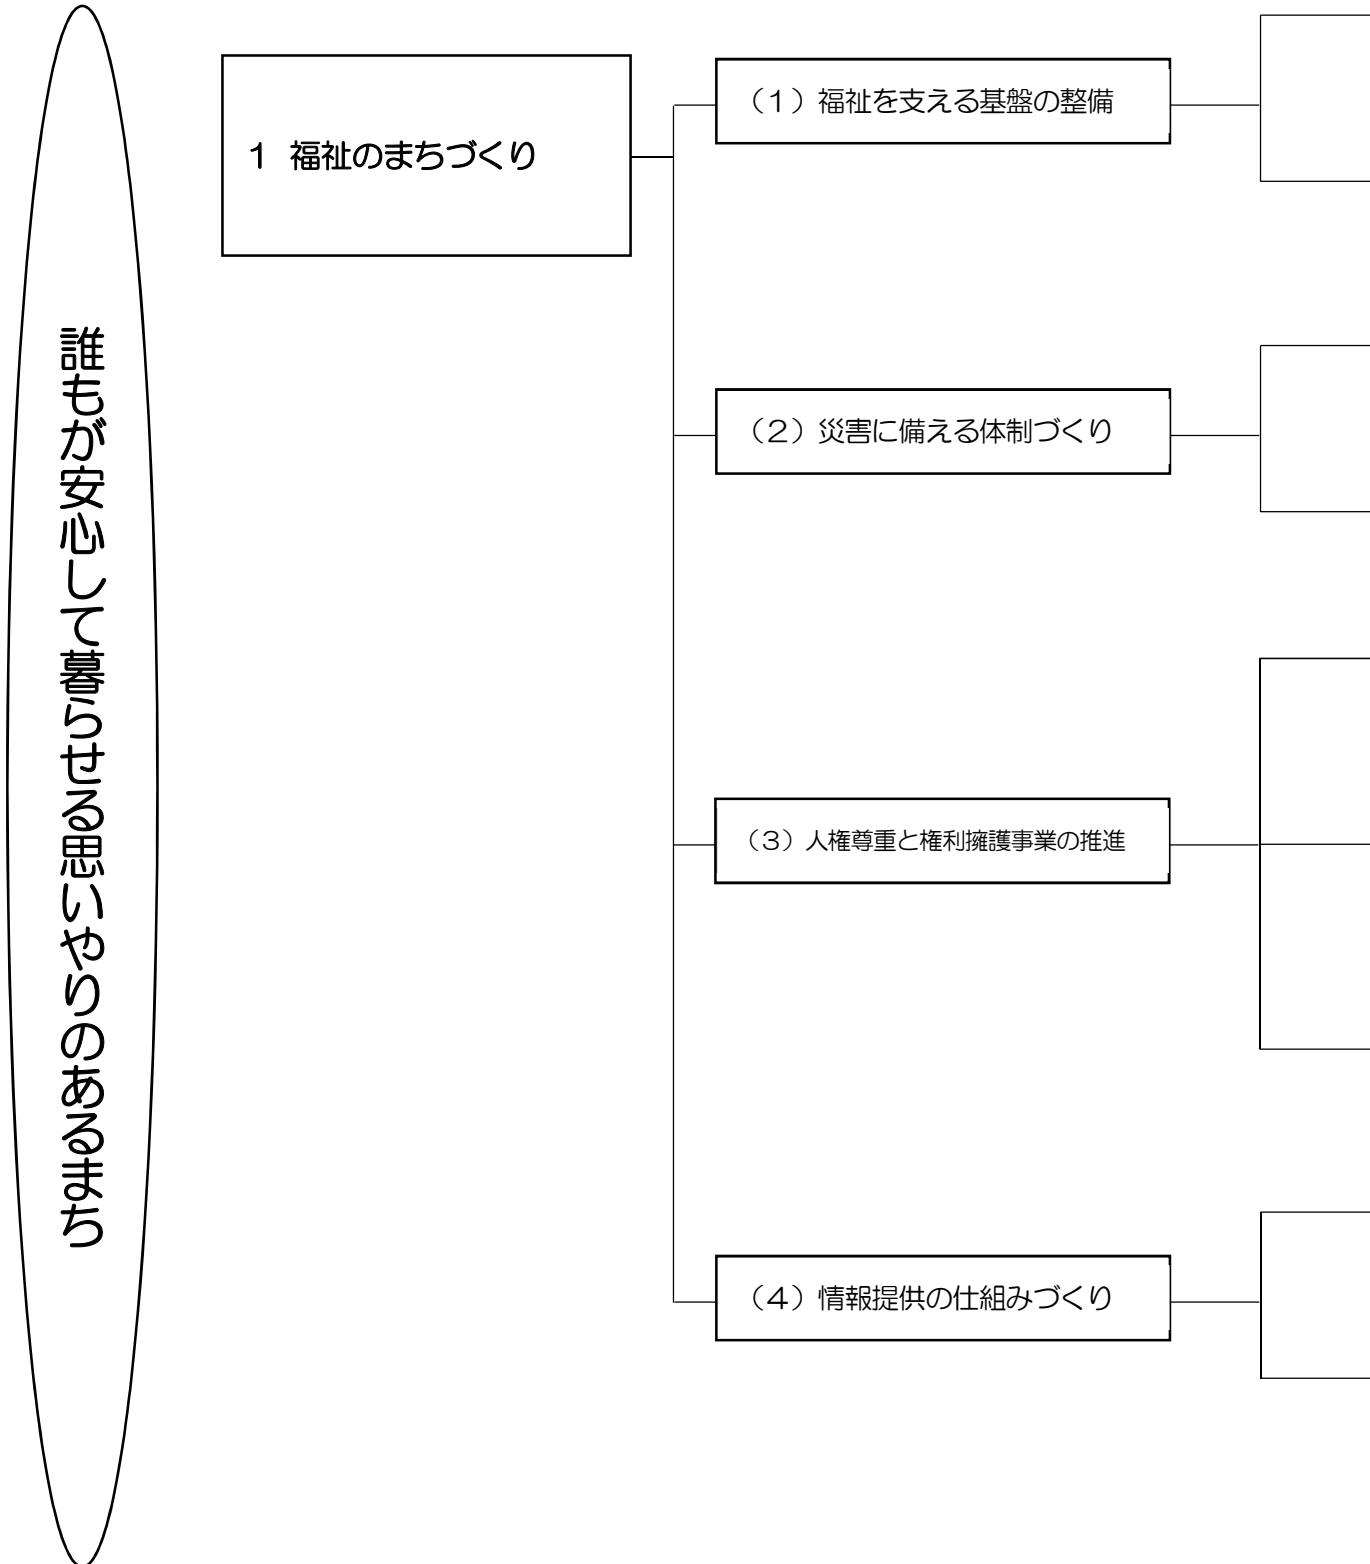 誰もが安心して暮らせる思いやりのあるまち
1 福祉のまちづくり
（1）福祉を支える基盤の整備
（2）災害に備える体制づくり
（3）人権尊重と権利擁護事業の推進
（4）情報提供の仕組みづくり